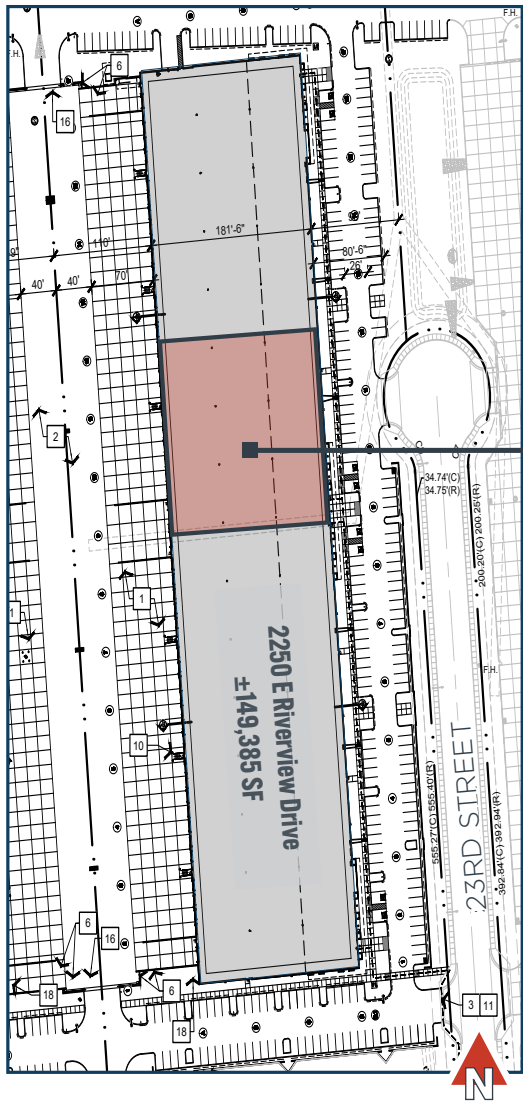 F.H.
6
16
181'-6"
110'
80'-6"
26'
70'
40'
40'
2
34.74'(C)
34.75'(R)
200.20'(C) 200.25'(R)
1
1
F.H.
2250 E Riverview Drive
±149,385 SF
10
555.27'(C) 555.40'(R)
23RD STREET
392.84'(C) 392.94'(R)
6
16
18
6
18
3
11
N